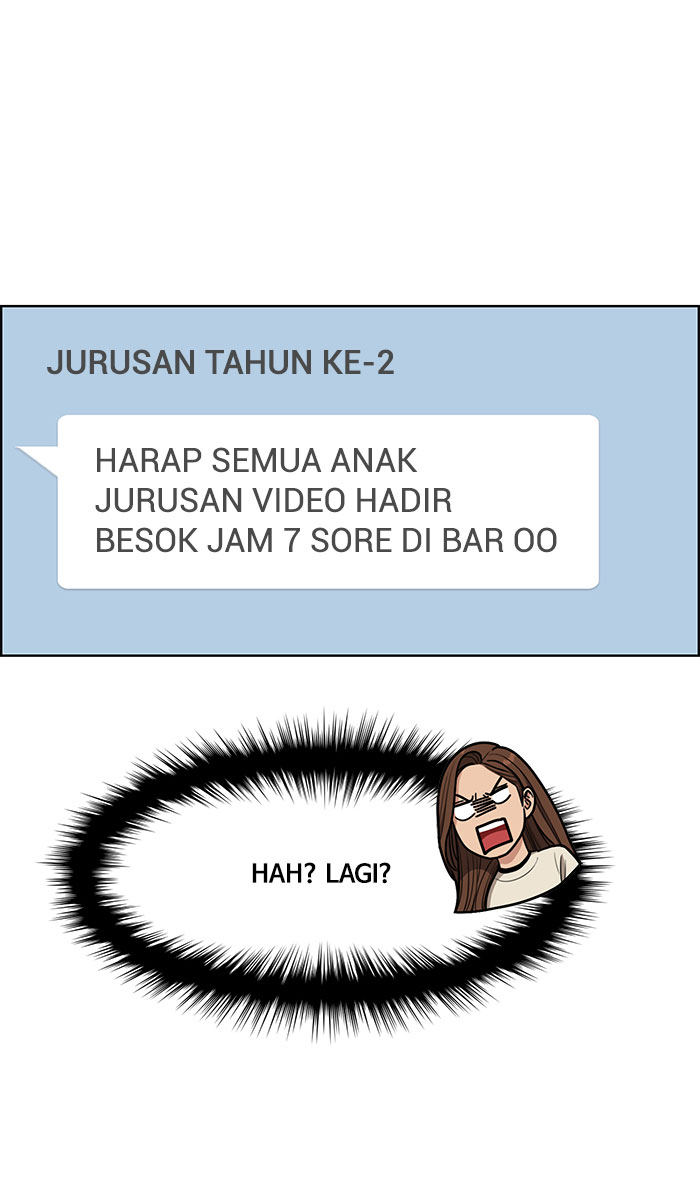 JURUSAN TAHUN KE-2
HARAP SEMUA ANAK
JURUSAN VIDEO HADIR
BESOK JAM 7 SORE DI BAR OO
HAH? LAGI?